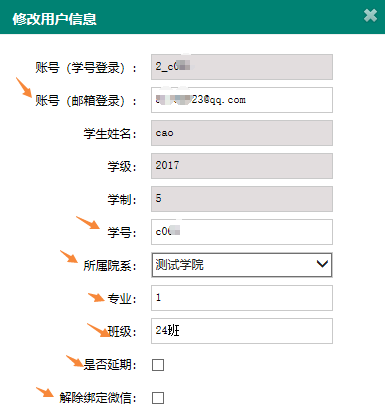 修改用户信息
账号（学号登录）： 2_c0
账号（邮箱登录）： 23@qq.com
学生姓名： cao
学级： 2017
学制： 5
学号： c0
所属院系： 测试学院
专业： 1
班级： 24班
是否延期：
解除绑定微信：